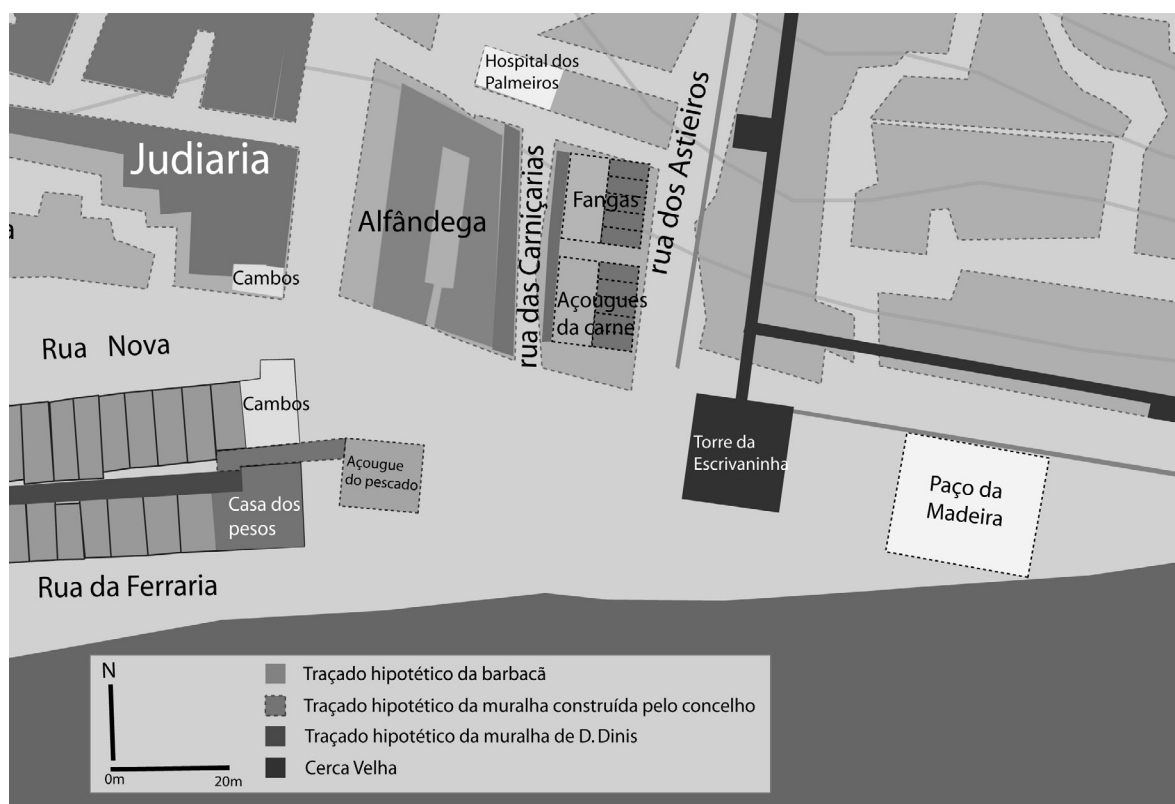 Hospital dos
Palmeiros
Judiaria
Alfândega
rua das Carniçarias
Fangas
rua dos Astieiros
a
Cambos
Açougues
da carne
Rua Nova
Cambos
Açougue
do pescado
Torre da
Escrivaninha
Paço da
Madeira
Casa dos
pesos
Rua da Ferraria
N
0m
20m
Traçado hipotético da barbacã
Traçado hipotético da muralha construída pelo concelho
Traçado hipotético da muralha de D. Dinis
Cerca Velha